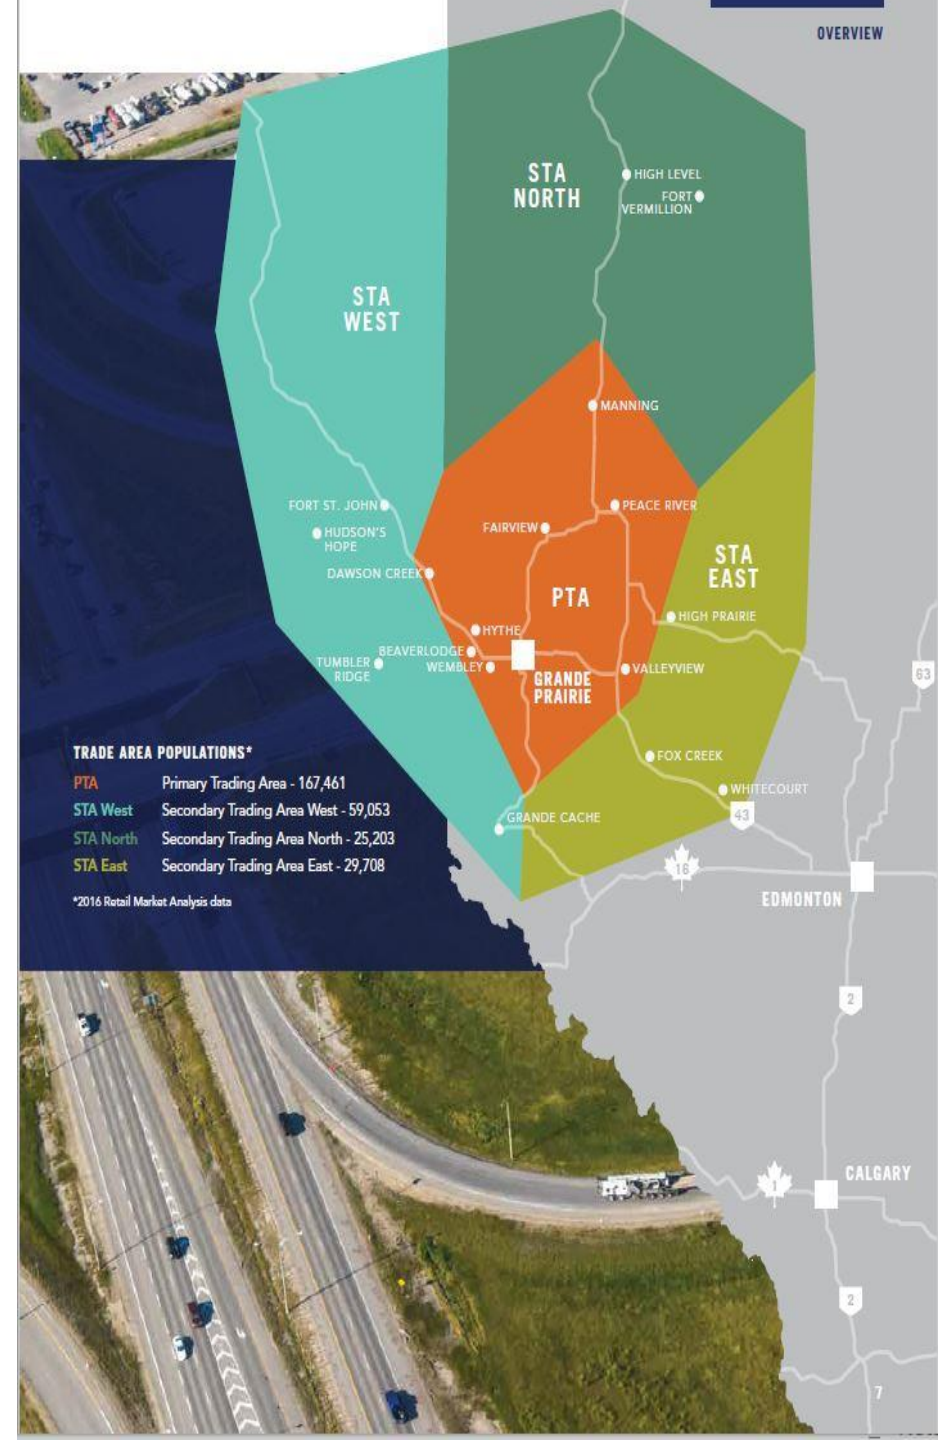 OVERVIEW
STA
NORTH
HIGH LEVEL
FORT
VERMILLION
STA
WEST
MANNING
FORT ST. JOHN
PEACE RIVER
HUDSON'S
HOPE
FAIRVIEW
STA
EAST
DAWSON CREEK
PTA
HIGH PRAIRIE
HYTHE
BEAVERLODGE
TUMBLER
RIDGE
WEMBLEY
VALLEYVIEW
GRANDE
PRAIRIE
63
TRADE AREA POPULATIONS*
PTA Primary Trading Area - 167,461
STA West Secondary Trading Area West - 59,053
STA North Secondary Trading Area North - 25,203
STA East Secondary Trading Area East - 29,708
*2016 Retail Market Analysis data
FOX CREEK
WHITECOURT
43
GRANDE CACHE
16
EDMONTON
2
CALGARY
1
2
7